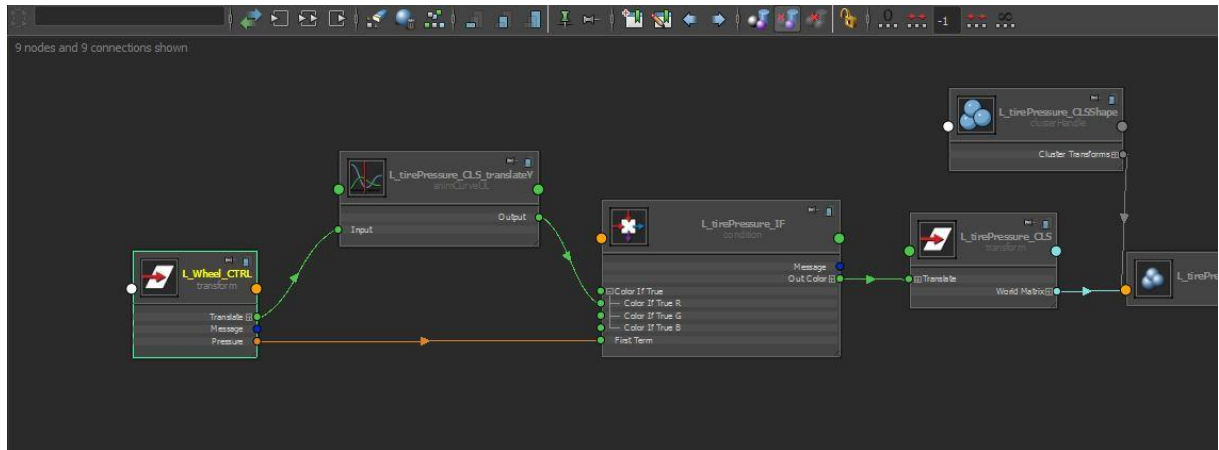 -1
9 nodes and 9 connections shown
L_tirePressure_CLSShape
clusterHandle
Cluster Transforms
L_tirePressure_CLS_translateY
animCurveUL
Output
Input
L_tirePressure_IF
condition
Message
Out Color
Color If True
Color If True R
Color If True G
Color If True B
First Term
L_tirePressure_CLS
transform
Translate
World Matrix
L_tirePre
L_Wheel_CTRL
transform
Translate
Message
Pressure